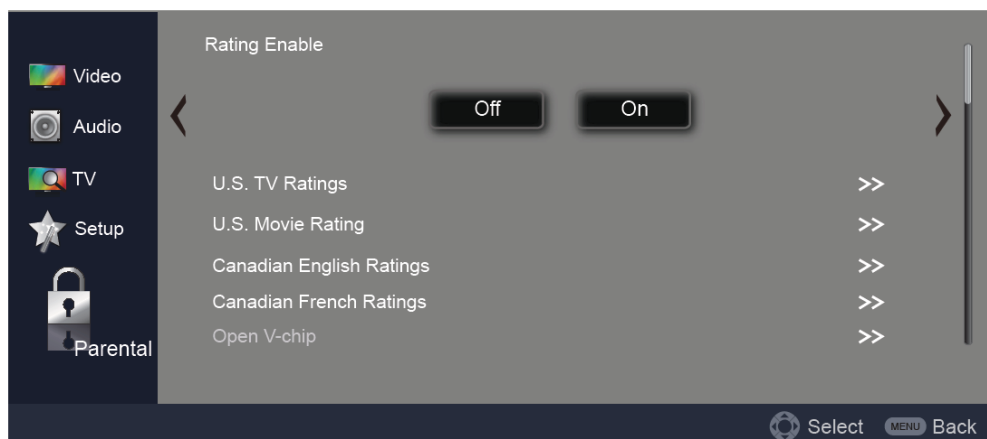 Video
Audio
TV
Setup
Parental
Rating Enable
Off On
U.S. TV Ratings >>
U.S. Movie Rating >>
Canadian English Ratings >>
Canadian French Ratings >>
Open V-chip >>
Select MENU Back